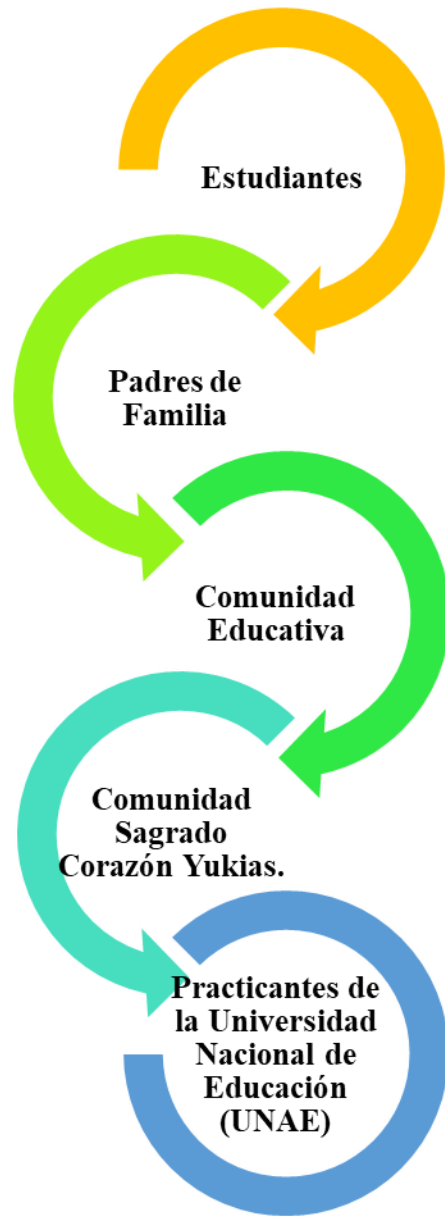 Estudiantes
Padres de
Familia
Comunidad
Educativa
Comunidad
Sagrado
Corazón Yukias.
Practicantes de
la Universidad
Nacional de
Educación
(UNAE)